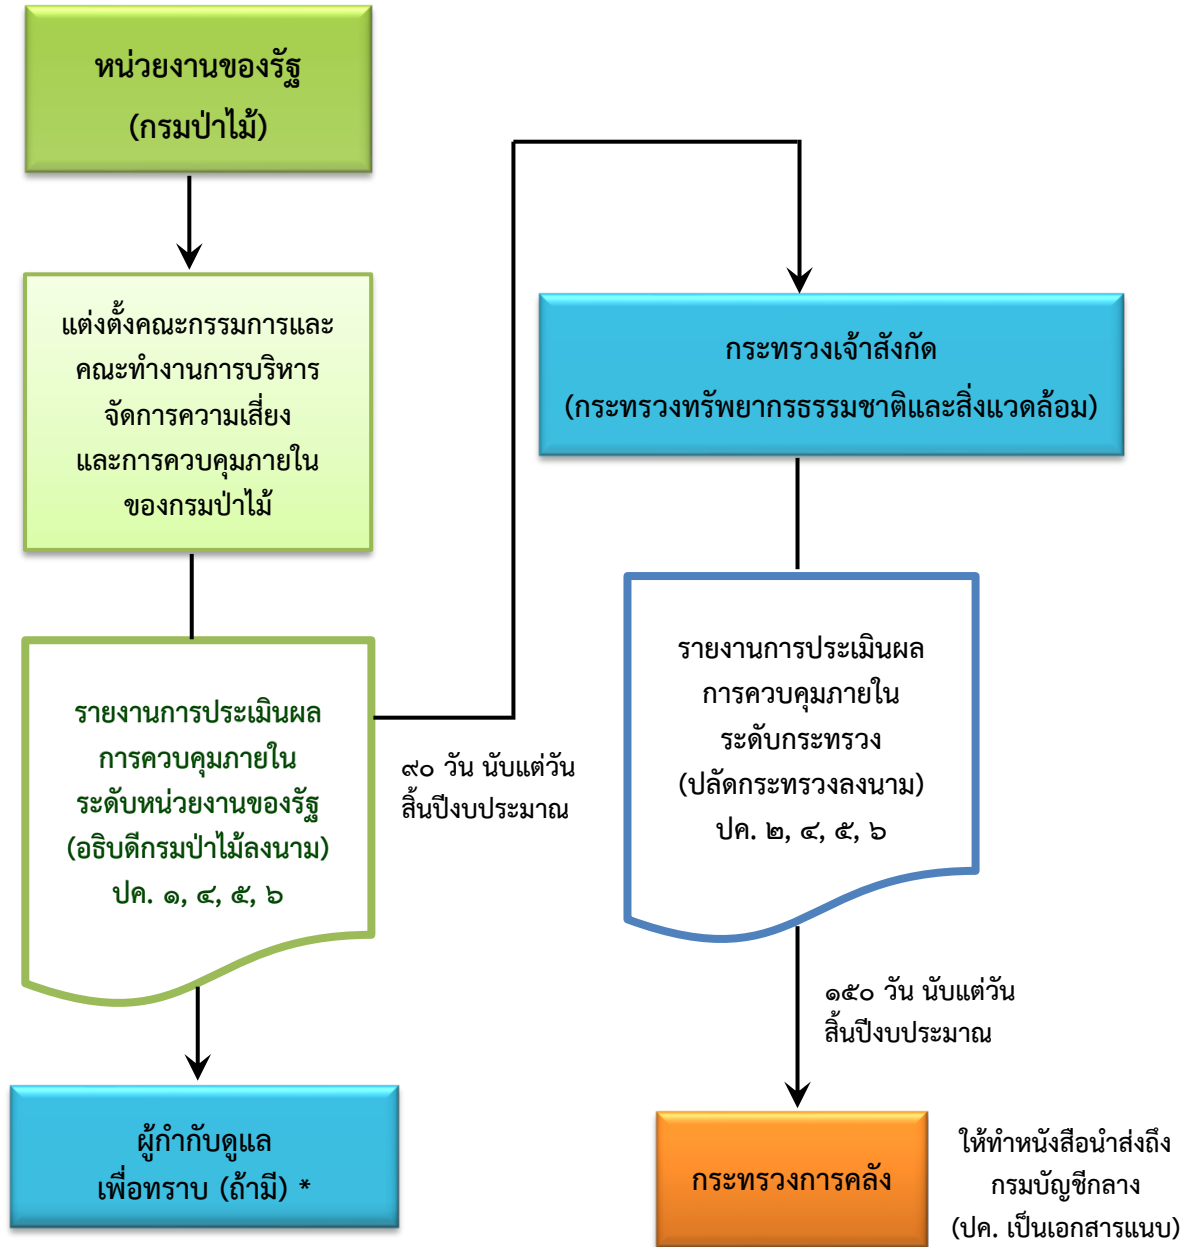 หน่วยงานของรัฐ
(กรมป่าไม้)
แต่งตั้งคณะกรรมการและ
คณะทำงานการบริหาร
จัดการความเสี่ยง
และการควบคุมภายใน
ของกรมป่าไม้
รายงานการประเมินผล
การควบคุมภายใน
ระดับหน่วยงานของรัฐ
(อธิบดีกรมป่าไม้ลงนาม)
ปค. ๑, ๔, ๕, ๖
๙๐ วัน นับแต่วัน
สิ้นปีงบประมาณ
ผู้กำกับดูแล
เพื่อทราบ (ถ้ามี) *
กระทรวงเจ้าสังกัด
(กระทรวงทรัพยากรธรรมชาติและสิ่งแวดล้อม)
รายงานการประเมินผล
การควบคุมภายใน
ระดับกระทรวง
(ปลัดกระทรวงลงนาม)
ปค. ๒, ๔, ๕, ๖
๑๕๐ วัน นับแต่วัน
สิ้นปีงบประมาณ
กระทรวงการคลัง
ให้ทำหนังสือนำส่งถึง
กรมบัญชีกลาง
(ปค. เป็นเอกสารแนบ)